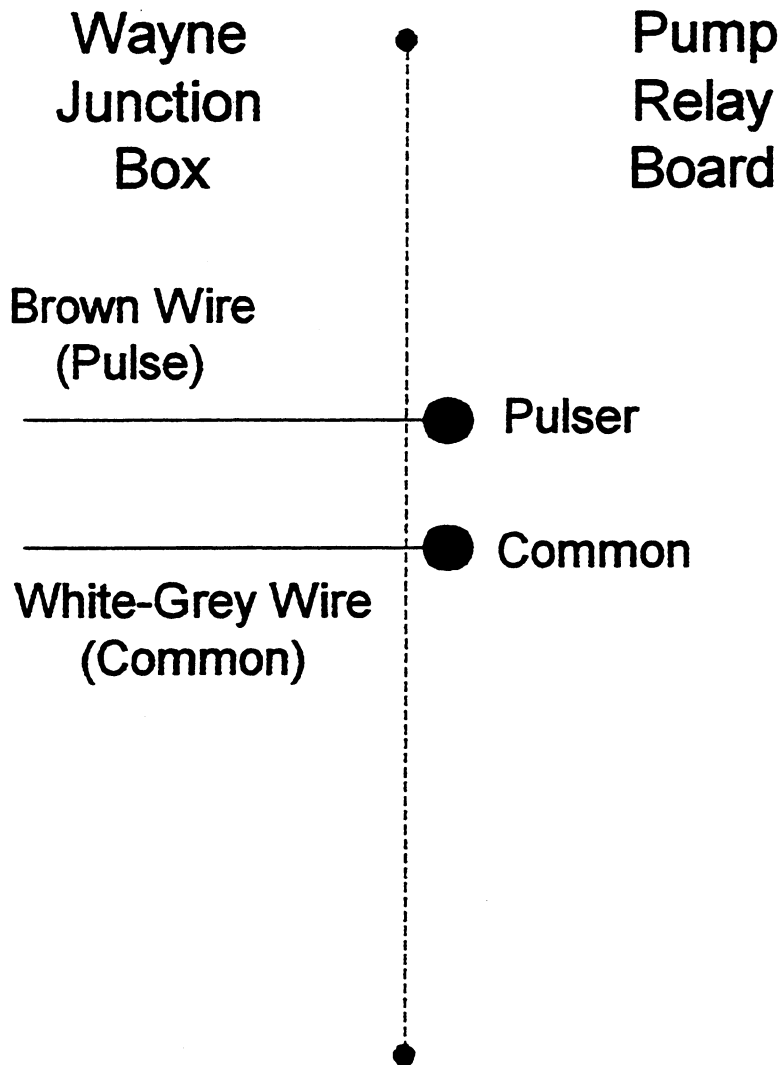 Wayne
Junction
Box
Pump
Relay
Board
Brown Wire
(Pulse)
Pulser
Common
White-Grey Wire
(Common)